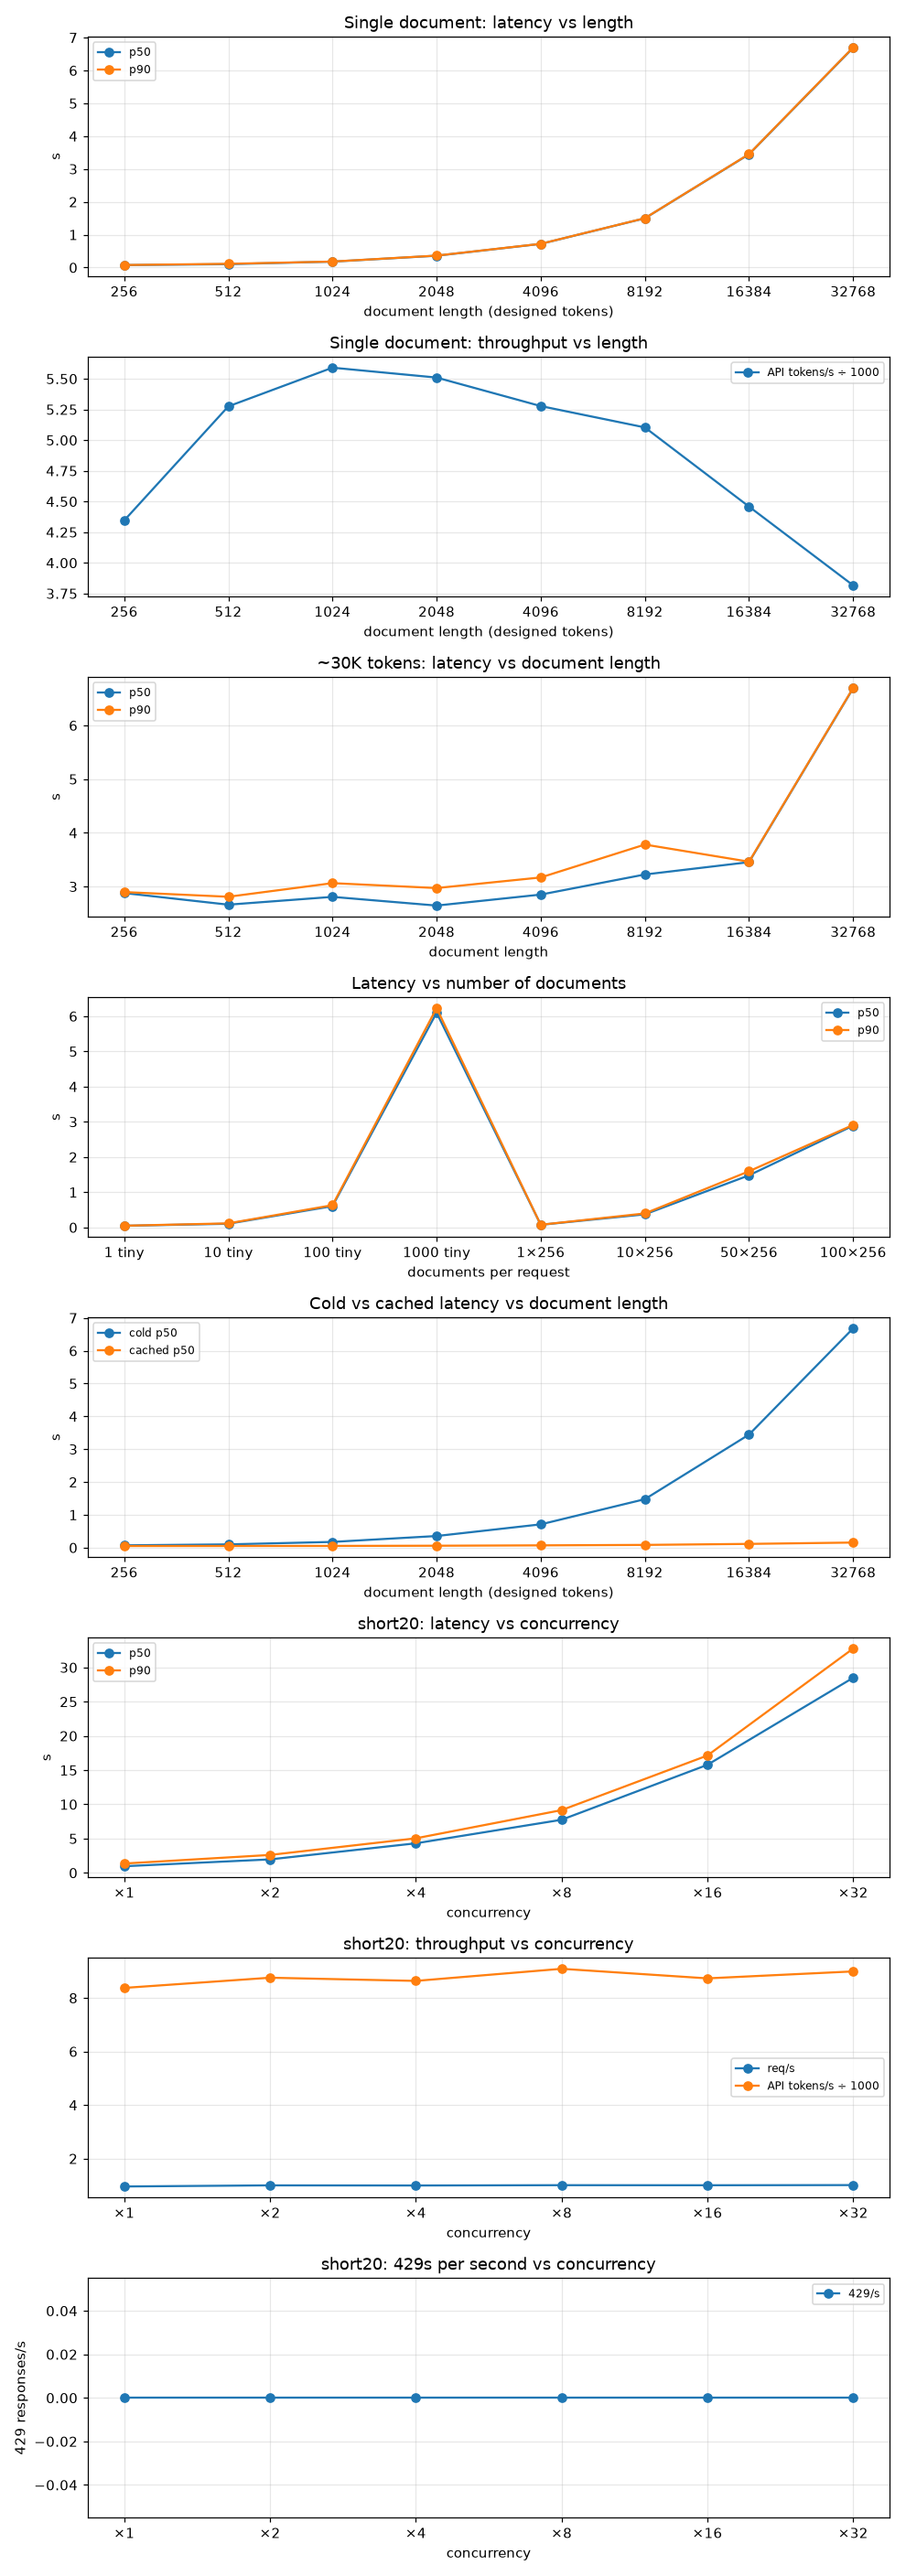 Single document: latency vs length
7
6
5
4
3
2
1
0
s
p50
p90
256 512 1024 2048 4096 8192 16384 32768
document length (designed tokens)
Single document: throughput vs length
5.50
5.25
5.00
4.75
4.50
4.25
4.00
3.75
API tokens/s ÷ 1000
256 512 1024 2048 4096 8192 16384 32768
document length (designed tokens)
~30K tokens: latency vs document length
6
5
4
3
s
p50
p90
256 512 1024 2048 4096 8192 16384 32768
document length
Latency vs number of documents
6
5
4
3
2
1
0
s
p50
p90
1 tiny 10 tiny 100 tiny 1000 tiny 1×256 10×256 50×256 100×256
documents per request
Cold vs cached latency vs document length
7
6
5
4
3
2
1
0
s
cold p50
cached p50
256 512 1024 2048 4096 8192 16384 32768
document length (designed tokens)
short20: latency vs concurrency
30
25
20
15
10
5
0
s
p50
p90
×1 ×2 ×4 ×8 ×16 ×32
concurrency
short20: throughput vs concurrency
8
6
4
2
req/s
API tokens/s ÷ 1000
×1 ×2 ×4 ×8 ×16 ×32
concurrency
short20: 429s per second vs concurrency
0.04
0.02
0.00
−0.02
−0.04
429 responses/s
429/s
×1 ×2 ×4 ×8 ×16 ×32
concurrency